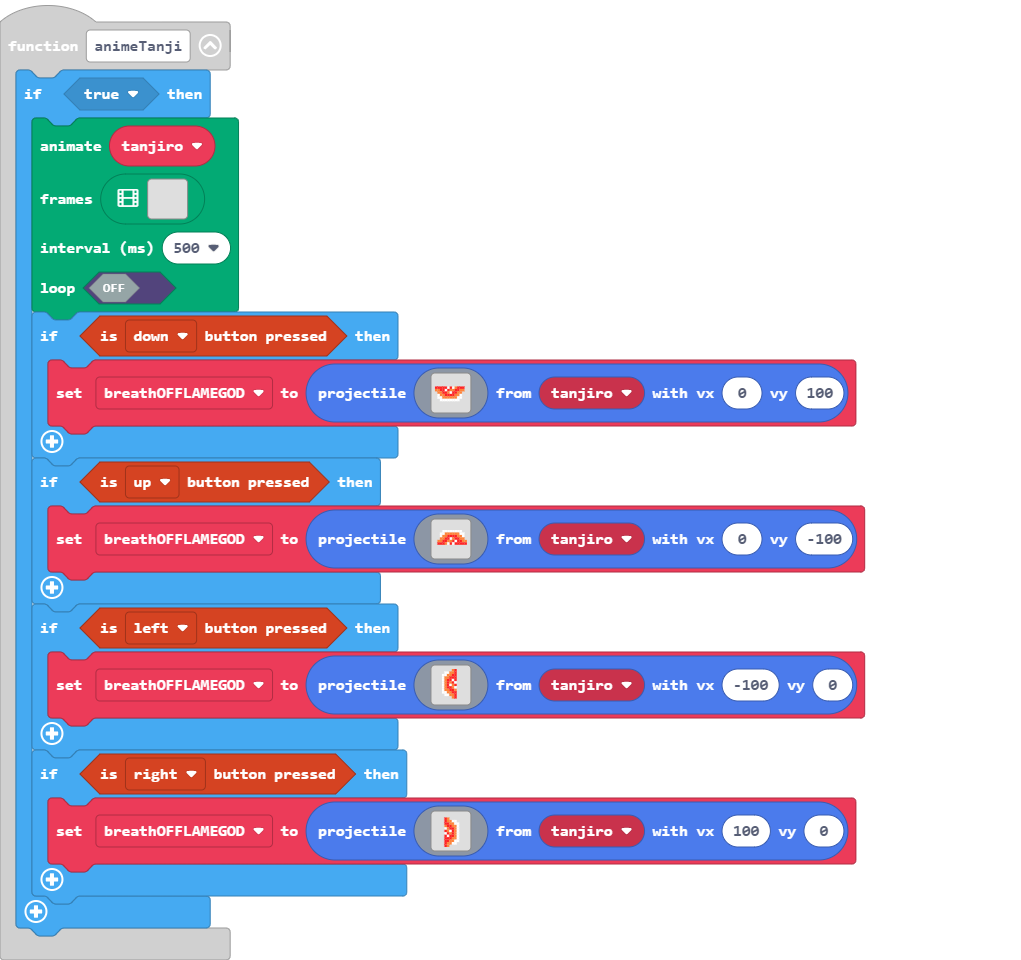 function animeTanji
if true then
animate tanjiro
frames
interval (ms) 500
loop OFF
if is down button pressed then
set breathOFFLAMEGOD to projectile from tanjiro with vx 0 vy 100
if is up button pressed then
set breathOFFLAMEGOD to projectile from tanjiro with vx 0 vy -100
if is left button pressed then
set breathOFFLAMEGOD to projectile from tanjiro with vx -100 vy 0
if is right button pressed then
set breathOFFLAMEGOD to projectile from tanjiro with vx 100 vy 0